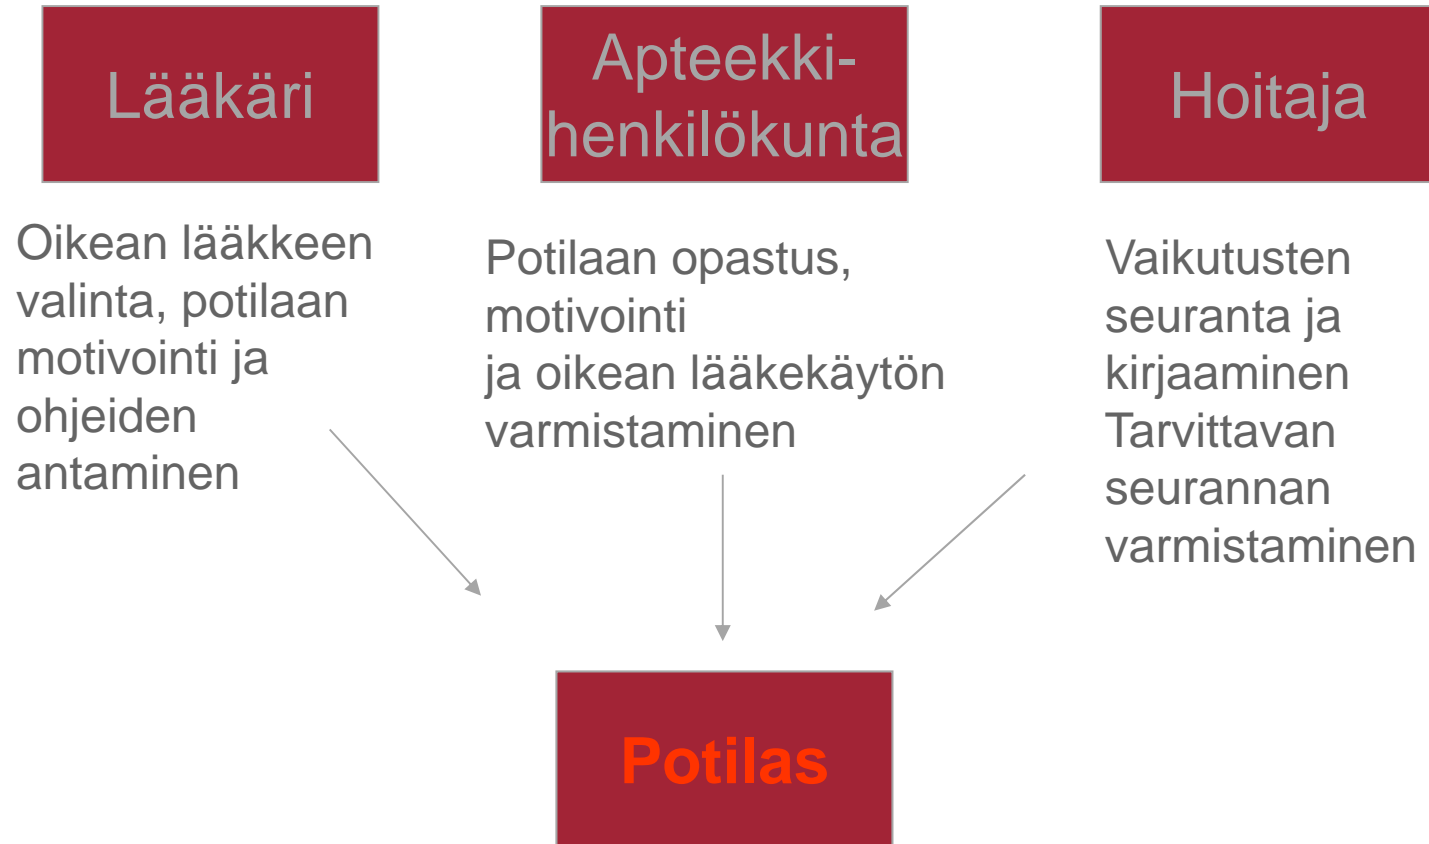 Lääkäri
Apteekki-
henkilökunta
Hoitaja
Oikean lääkkeen
valinta, potilaan
motivointi ja
ohjeiden
antaminen
Potilaan opastus,
motivointi
ja oikean lääkekäytön
varmistaminen
Vaikutusten
seuranta ja
kirjaaminen
Tarvittavan
seurannan
varmistaminen
Potilas